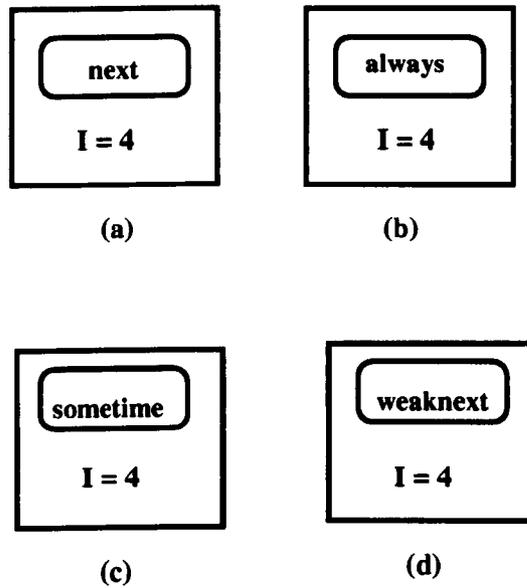 next
I = 4
(a)
always
I = 4
(b)
sometime
I = 4
(c)
weaknext
I = 4
(d)